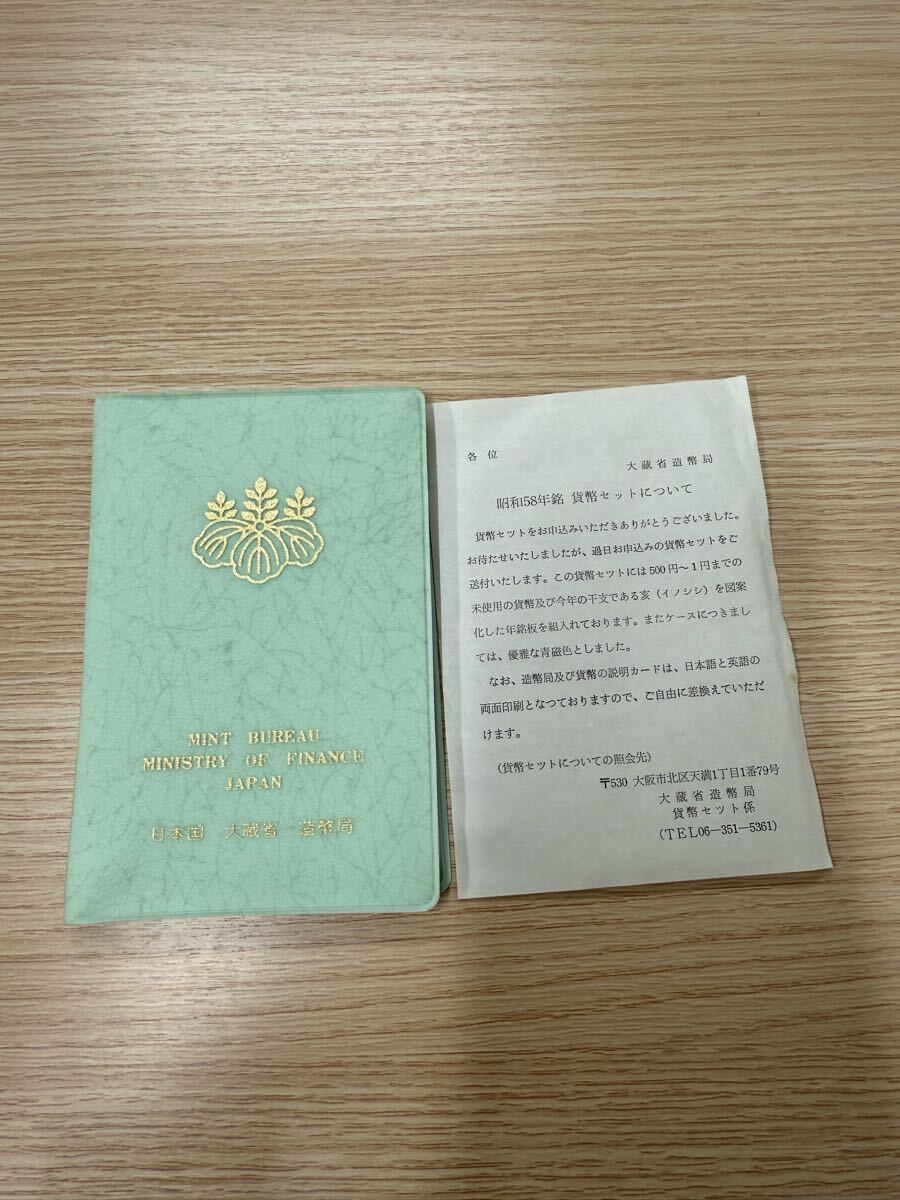 MINT BUREAU
MINISTRY OF FINANCE
JAPAN
日本国 大蔵省 造幣局
各位
大蔵省造幣局
昭和58年銘 貨幣セットについて
貨幣セットをお申込みいただきありがとうございました。
お待たせいたしましたが、過日お申込みの貨幣セットをご
送付いたします。この貨幣セットには500円〜1円までの
未使用の貨幣及び今年の干支である亥（イノシシ）を図案
化した年銘板を組入れております。またケースにつきまし
ては、優雅な青磁色としました。
なお、造幣局及び貨幣の説明カードは、日本語と英語の
両面印刷となつておりますので、ご自由に差換えていただ
けます。
（貨幣セットについての照会先）
〒530 大阪市北区天満1丁目1番79号
大蔵省造幣局
貨幣セット係
（TEL06—351—5361）